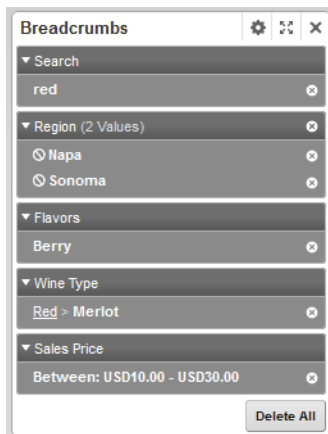 Breadcrumbs
Search
red
Region (2 Values)
Napa
Sonoma
Flavors
Berry
Wine Type
Red > Merlot
Sales Price
Between: USD10.00 - USD30.00
Delete All